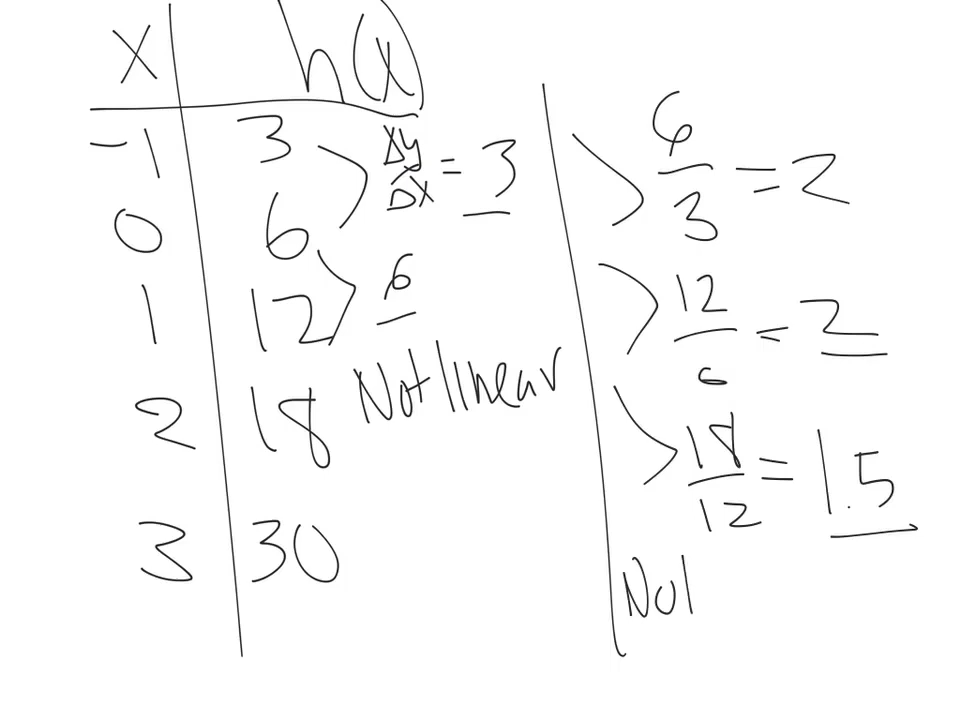 x h(x)
-1 3 Δy/Δx = 3 6/3 = 2
0 6
6
1 12 12/6 = 2
Not linear
2 18 18/12 = 1.5
3 30
Not